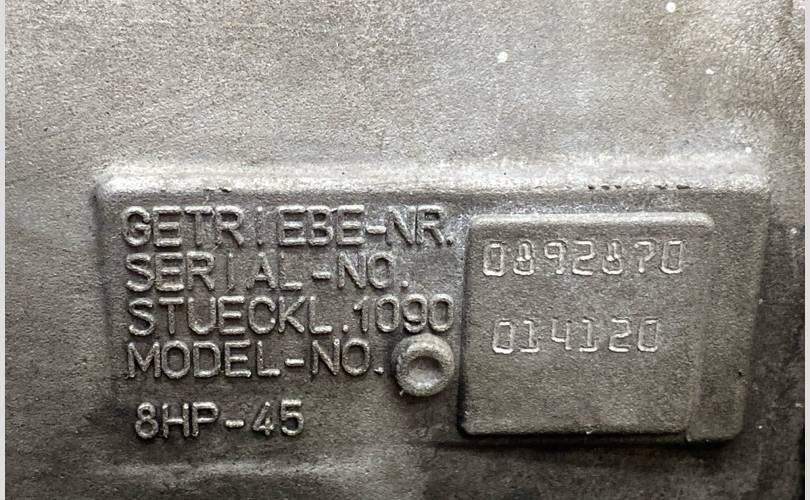 GETRIEBE-NR. 0892870
SERIAL-NO.
STUECKL.1090 014120
MODEL-NO.
8HP-45